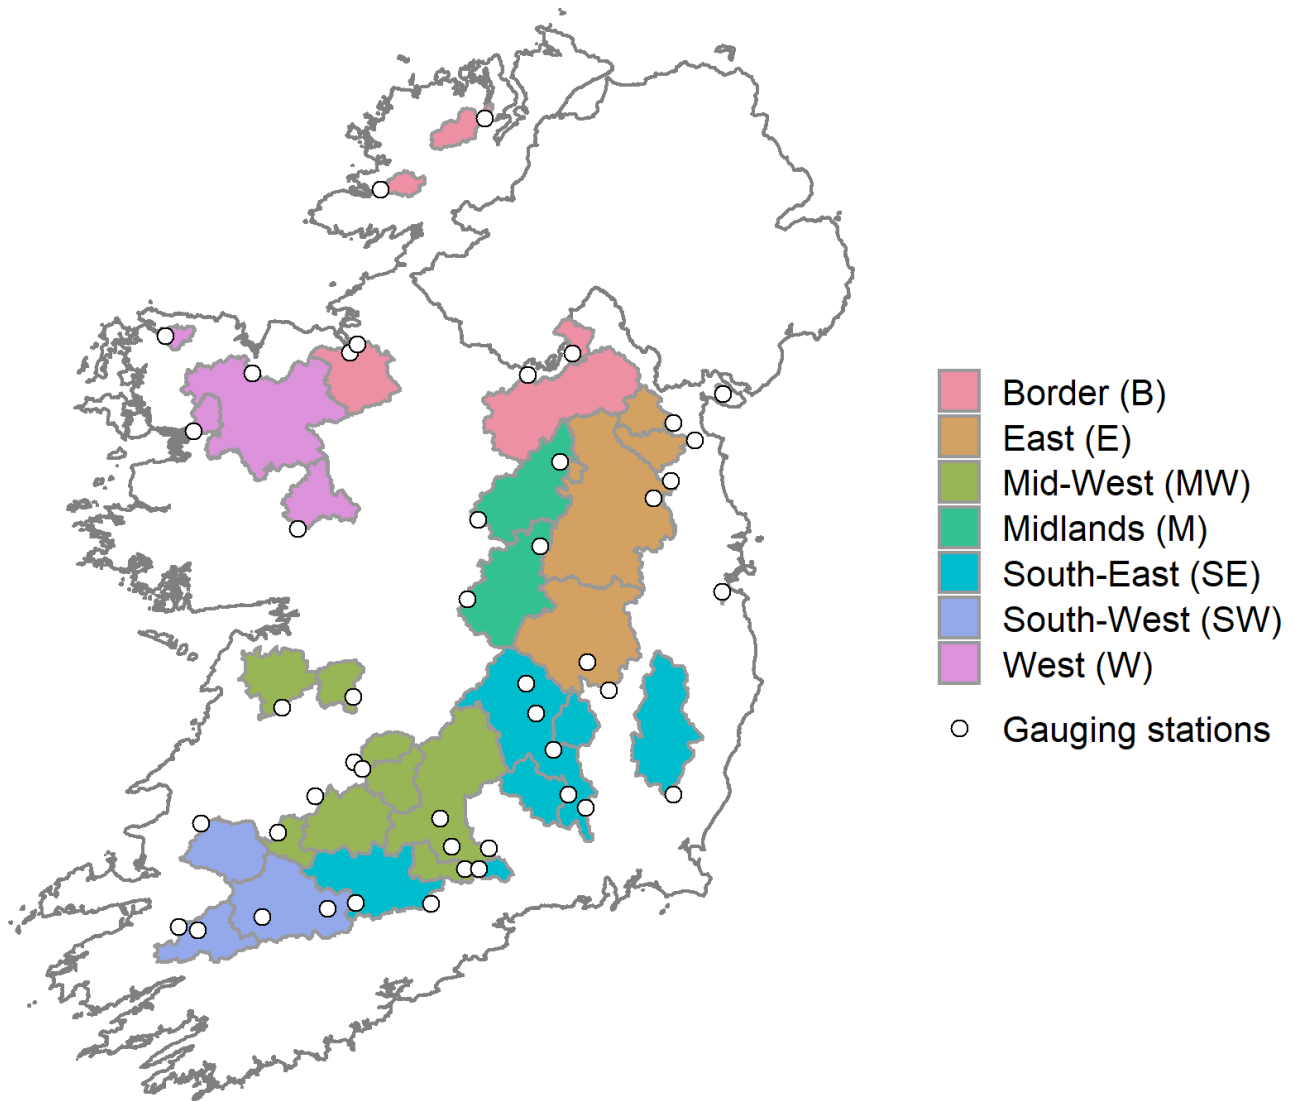 Border (B)
East (E)
Mid-West (MW)
Midlands (M)
South-East (SE)
South-West (SW)
West (W)
Gauging stations